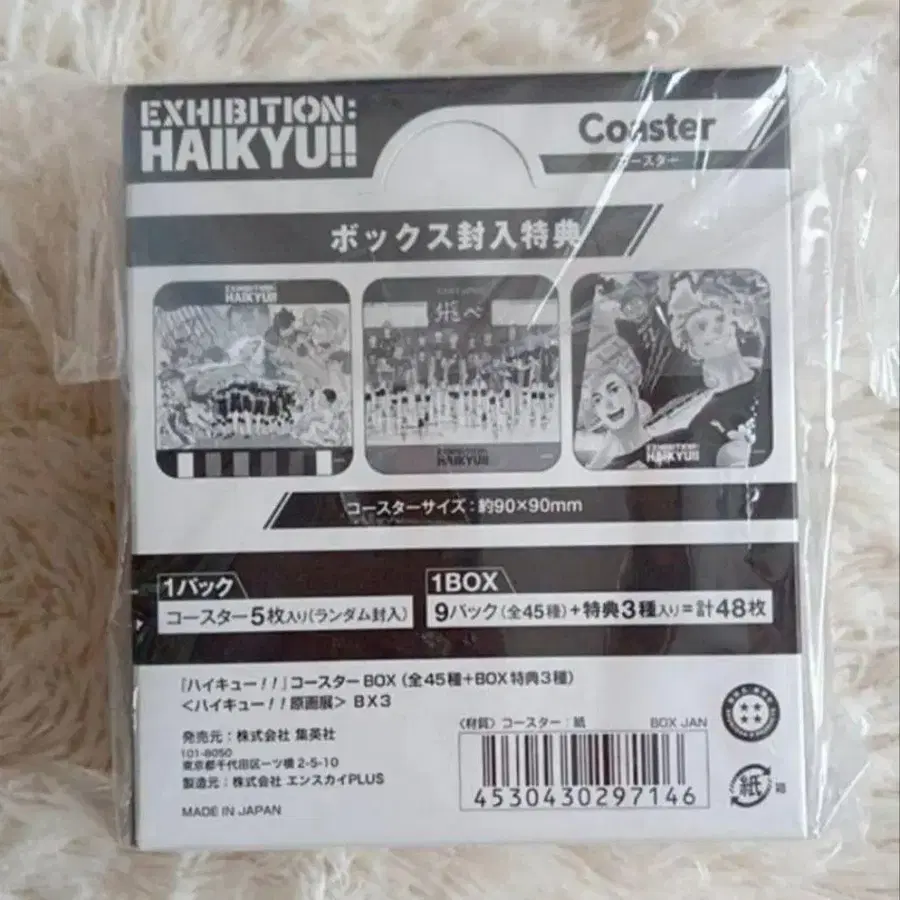 EXHIBITION:
HAIKYU!!
Coaster
コースター
ボックス封入特典
EXHIBITION:
HAIKYU!!
飛べ
EXHIBITION:
HAIKYU!!
EXHIBITION:
HAIKYU!!
コースターサイズ：約90×90mm
1パック
コースター5枚入り(ランダム封入)
1BOX
9パック(全45種)+特典3種入り=計48枚
『ハイキュー!!』コースターBOX(全45種+BOX特典3種)
<ハイキュー!!原画展> BX3
〈材質〉コースター：紙
BOX JAN
発売元：株式会社 集英社
101-8050
東京都千代田区一ツ橋2-5-10
製造元：株式会社 エンスカイPLUS
MADE IN JAPAN
4530430297146
紙
箱